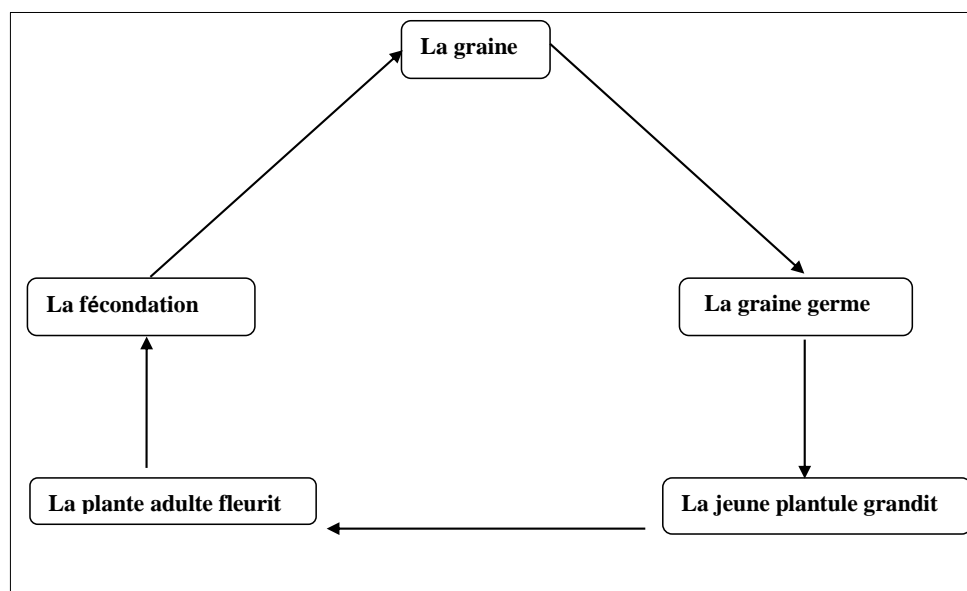 La graine
La fécondation
La graine germe
La plante adulte fleurit
La jeune plantule grandit